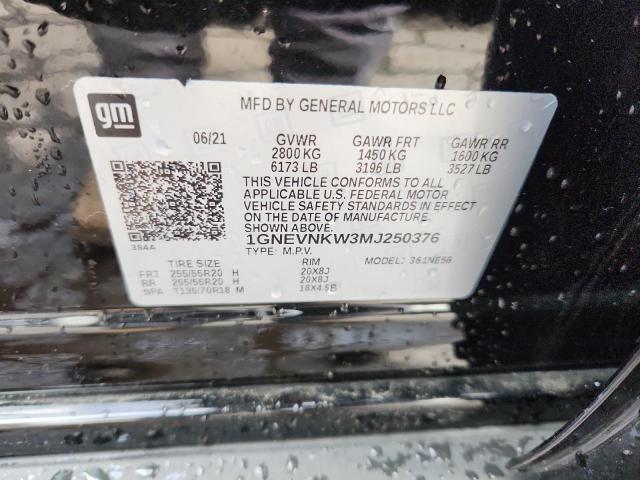 gm
MFD BY GENERAL MOTORS LLC
06/21 GVWR GAWR FRT GAWR RR
2800 KG 1450 KG 1600 KG
6173 LB 3196 LB 3527 LB
THIS VEHICLE CONFORMS TO ALL
APPLICABLE U.S. FEDERAL MOTOR
VEHICLE SAFETY STANDARDS IN
EFFECT ON THE DATE OF MANUFACTURE
SHOWN ABOVE.
1GNEVNKW3MJ250376
384A
TYPE: M.P.V. MODEL: 361NE56
TIRE SIZE RIM
FRT 255/55R20 H 20X8J
RR 255/55R20 H 20X8J
SPA T135/70R18 M 18X4.5B